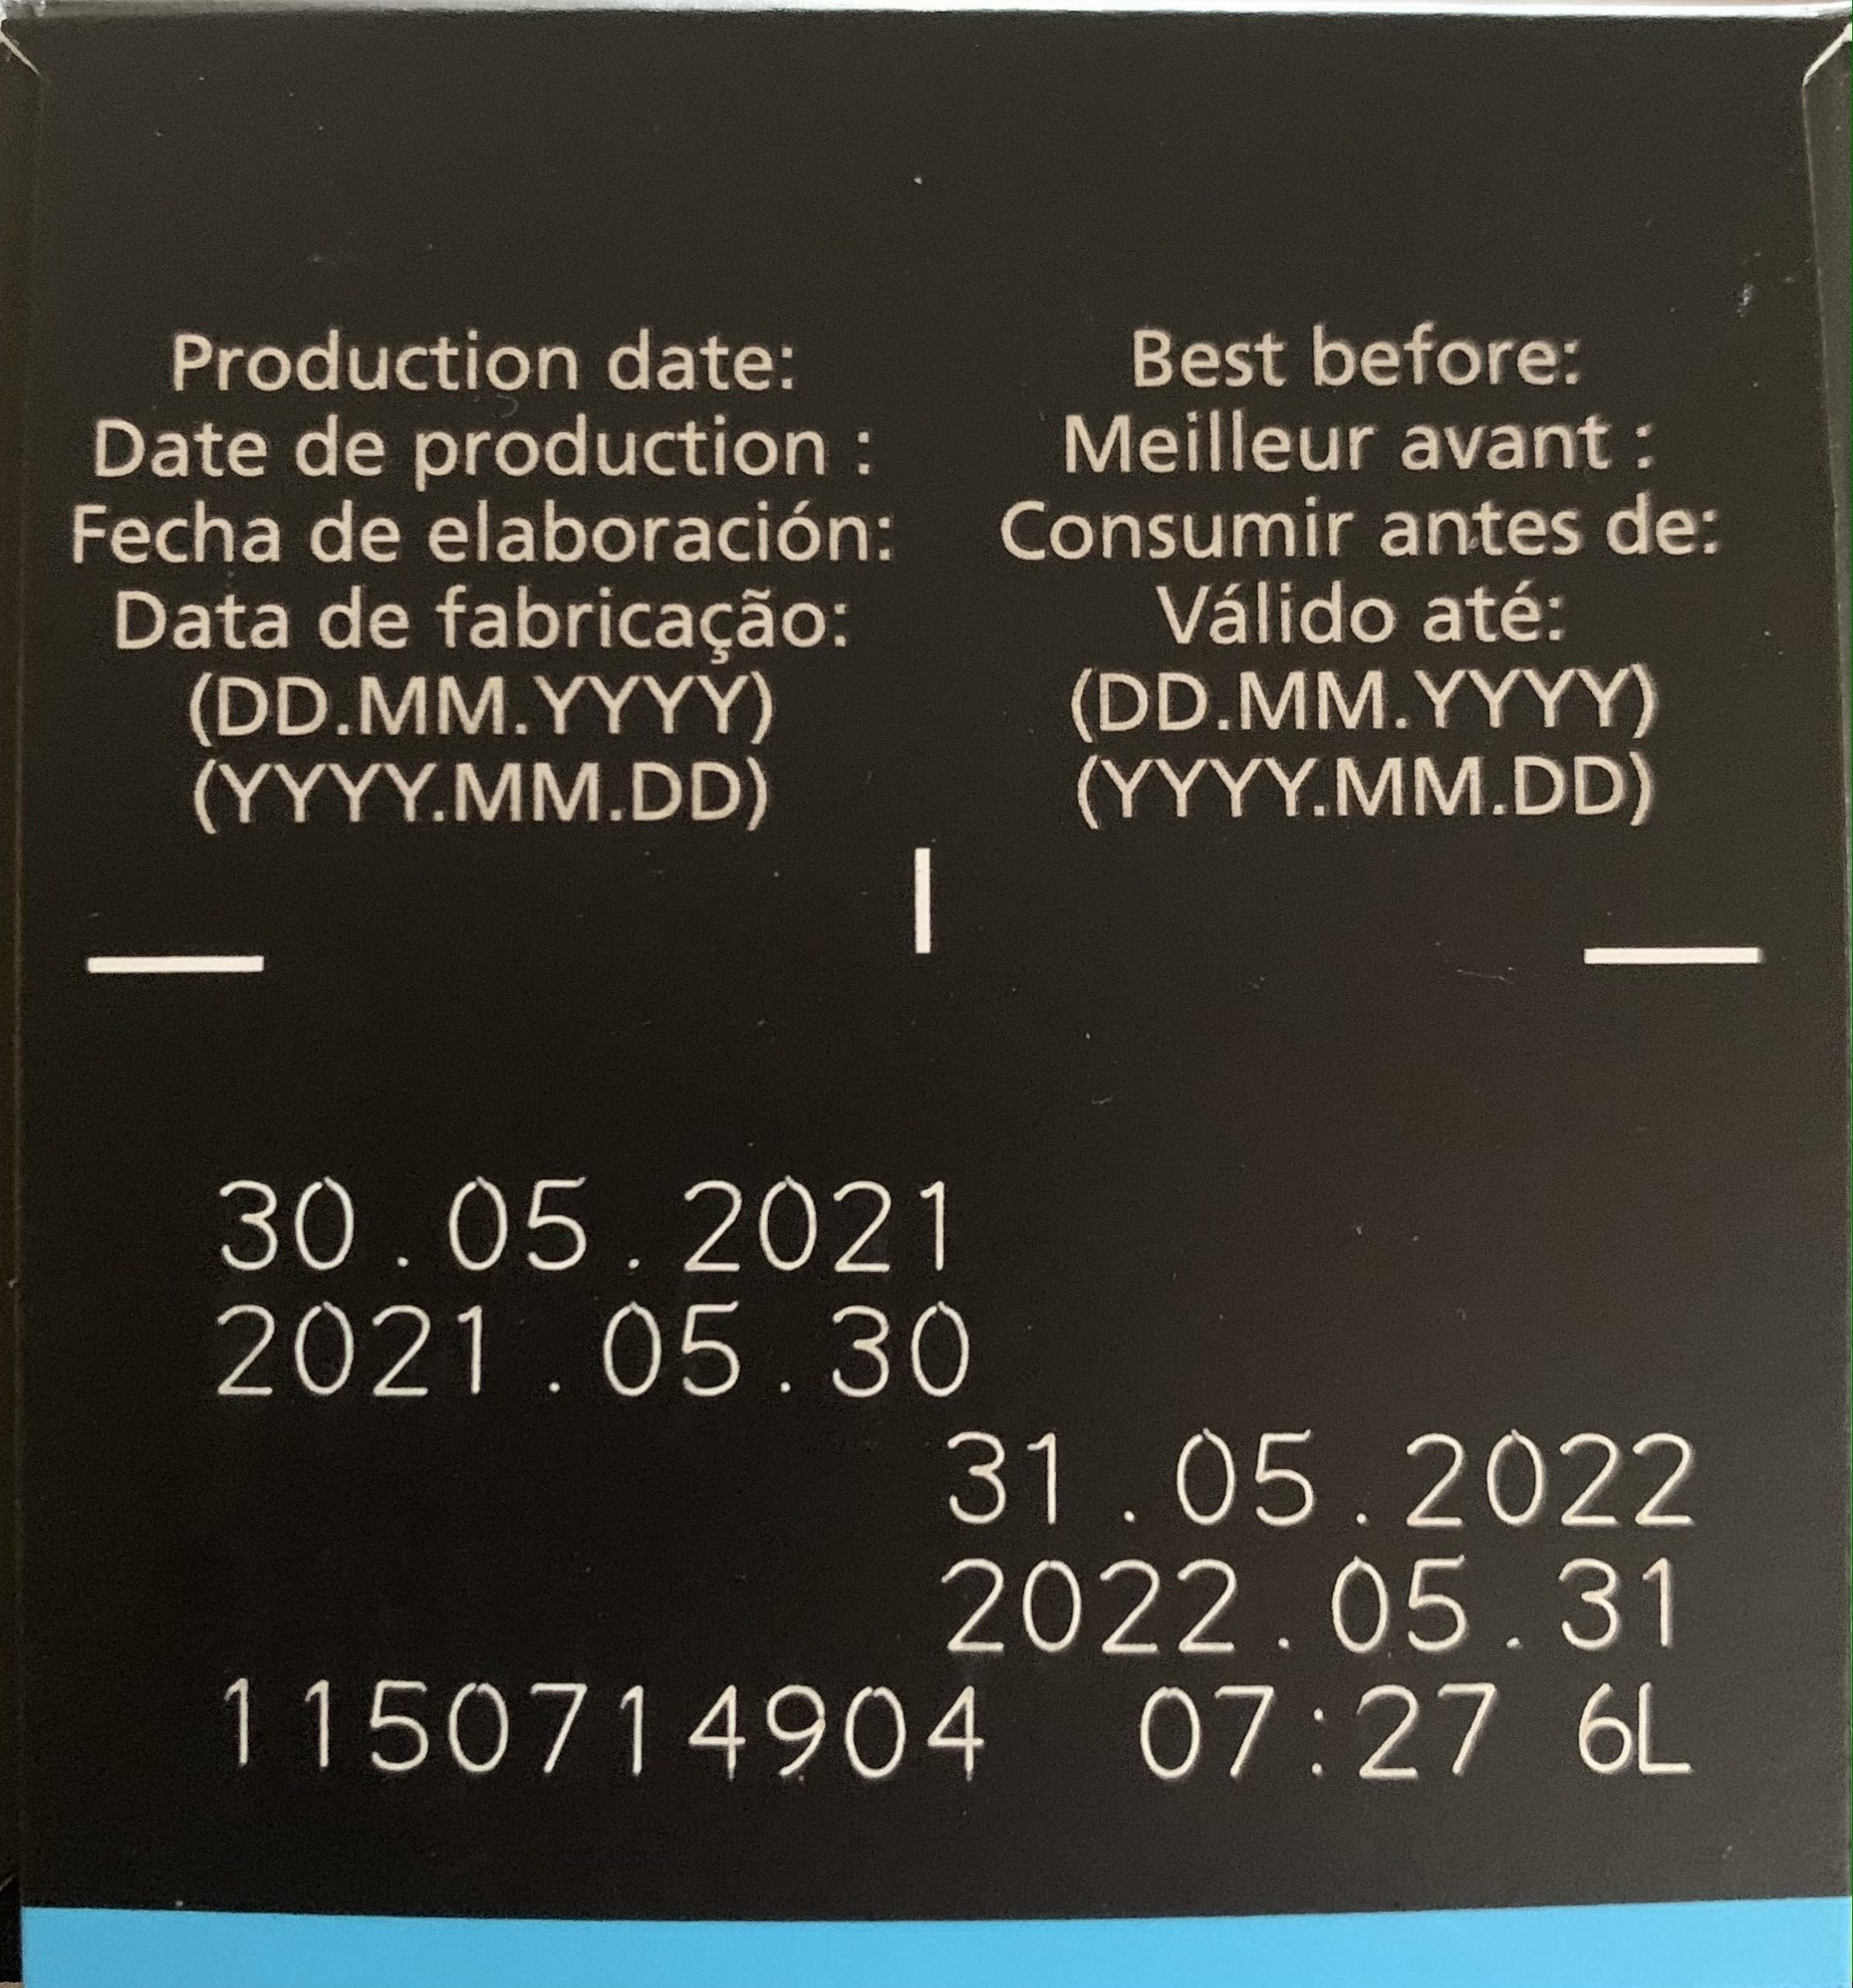 Production date:
Date de production :
Fecha de elaboración:
Data de fabricação:
(DD.MM.YYYY)
(YYYY.MM.DD)
Best before:
Meilleur avant :
Consumir antes de:
Válido até:
(DD.MM.YYYY)
(YYYY.MM.DD)
30.05.2021
2021.05.30
31.05.2022
2022.05.31
1150714904 07:27 6L